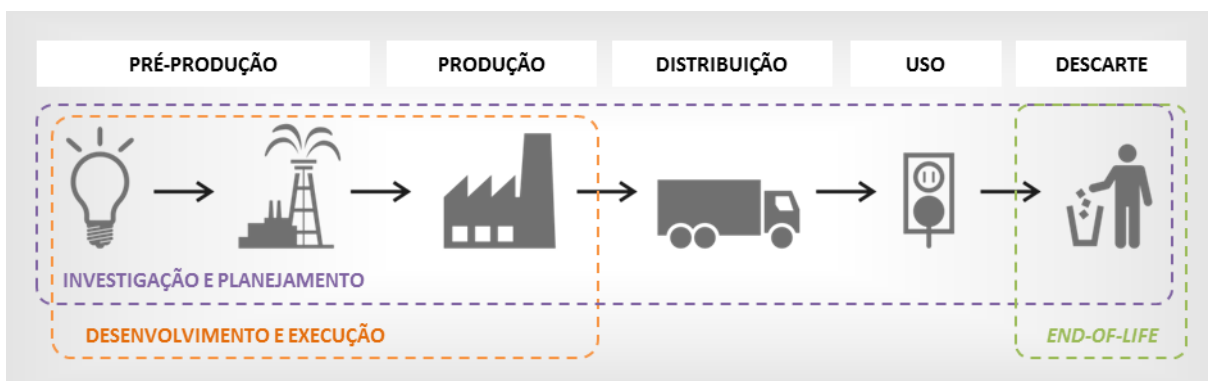 PRÉ-PRODUÇÃO
PRODUÇÃO
DISTRIBUIÇÃO
USO
DESCARTE
INVESTIGAÇÃO E PLANEJAMENTO
DESENVOLVIMENTO E EXECUÇÃO
END-OF-LIFE